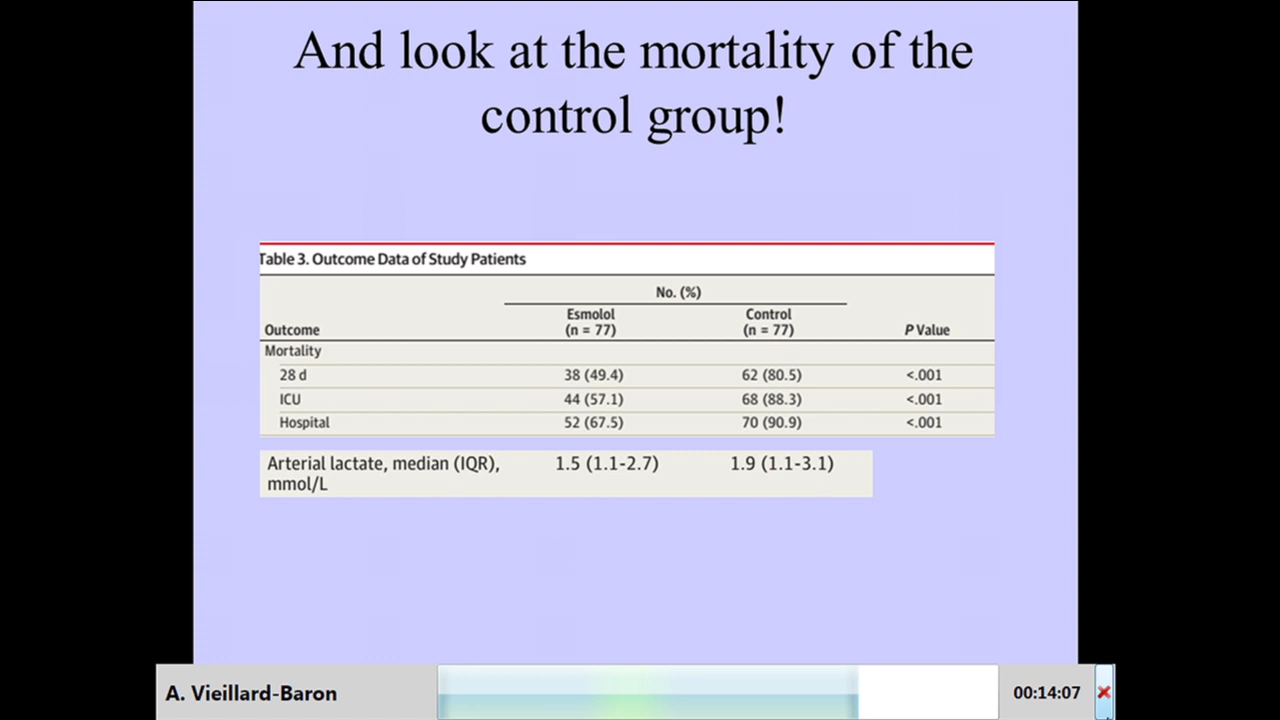 And look at the mortality of the
control group!
Table 3. Outcome Data of Study Patients
No. (%)
Outcome Esmolol (n = 77) Control (n = 77) P Value
Mortality
28 d 38 (49.4) 62 (80.5) <.001
ICU 44 (57.1) 68 (88.3) <.001
Hospital 52 (67.5) 70 (90.9) <.001
Arterial lactate, median (IQR), 1.5 (1.1-2.7) 1.9 (1.1-3.1)
mmol/L
A. Vieillard-Baron 00:14:07